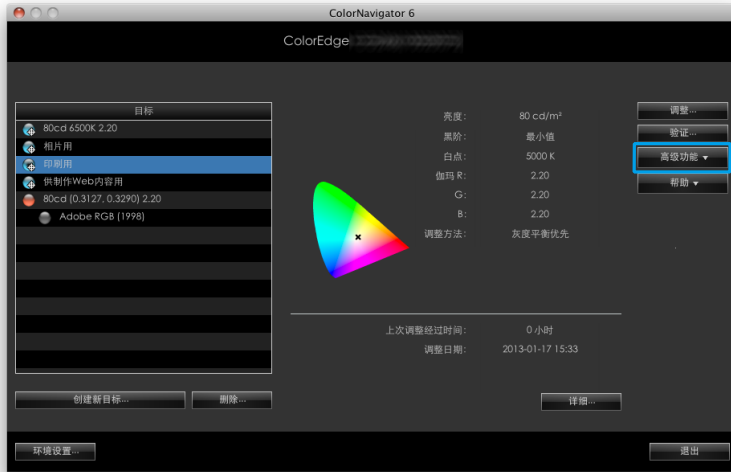 ColorNavigator 6
ColorEdge
目标
80cd 6500K 2.20
相片用
印刷用
供制作Web内容用
80cd (0.3127, 0.3290) 2.20
Adobe RGB (1998)
亮度: 80 cd/m²
黑阶: 最小值
白点: 5000 K
伽玛 R: 2.20
G: 2.20
B: 2.20
调整方法: 灰度平衡优先
上次调整经过时间: 0 小时
调整日期: 2013-01-17 15:33
调整...
验证...
高级功能 ▼
帮助 ▼
创建新目标...
删除...
详细...
环境设置...
退出